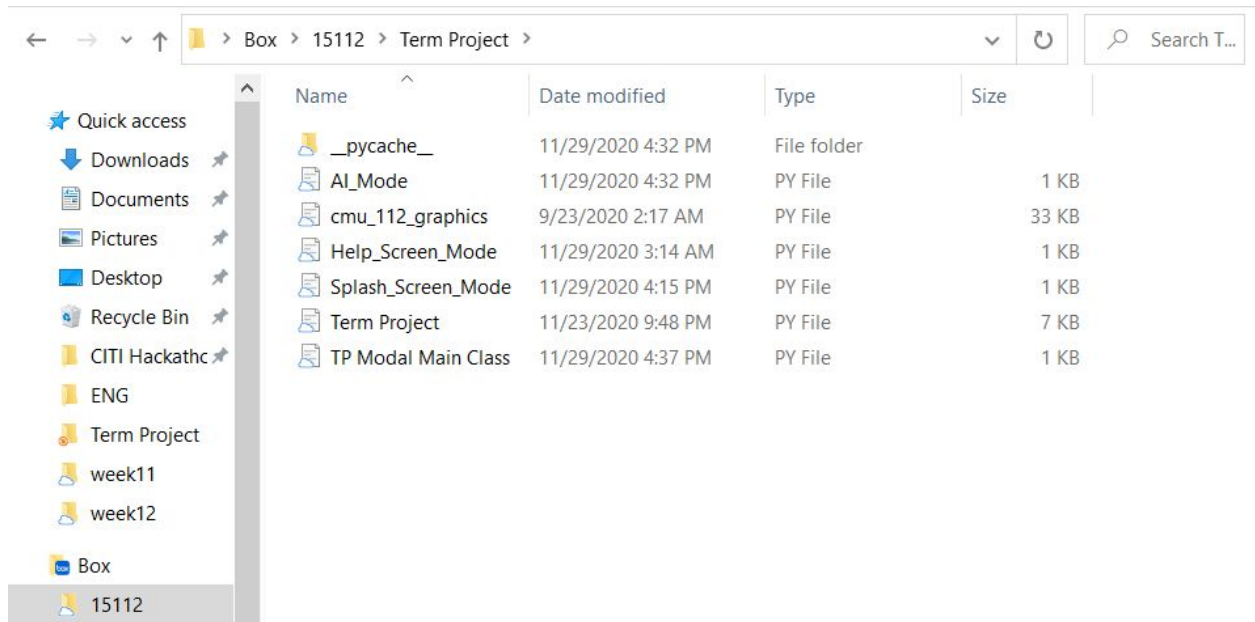 Box > 15112 > Term Project >
Search T...
Name Date modified Type Size
Quick access
Downloads
Documents
Pictures
Desktop
Recycle Bin
CITI Hackathc
ENG
Term Project
week11
week12
Box
15112
__pycache__ 11/29/2020 4:32 PM File folder
AI_Mode 11/29/2020 4:32 PM PY File 1 KB
cmu_112_graphics 9/23/2020 2:17 AM PY File 33 KB
Help_Screen_Mode 11/29/2020 3:14 AM PY File 1 KB
Splash_Screen_Mode 11/29/2020 4:15 PM PY File 1 KB
Term Project 11/23/2020 9:48 PM PY File 7 KB
TP Modal Main Class 11/29/2020 4:37 PM PY File 1 KB